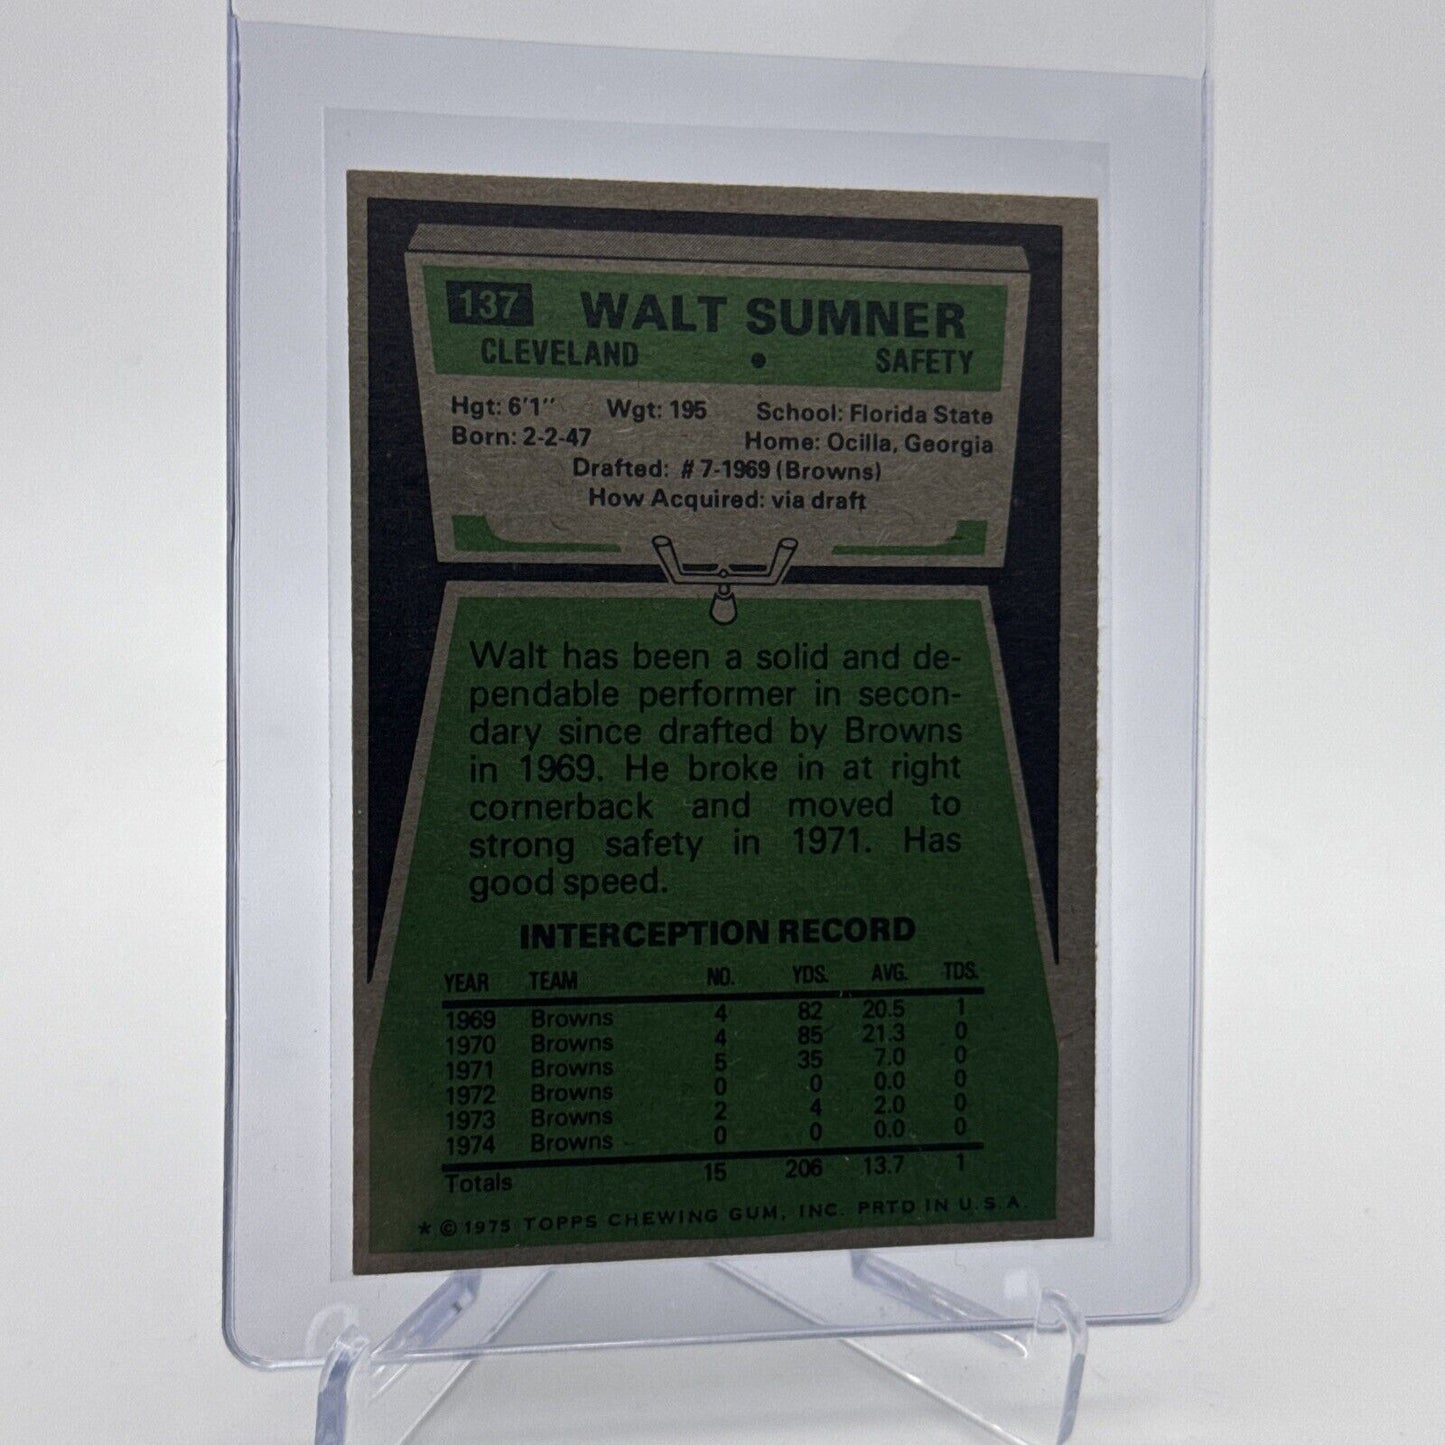 137 WALT SUMNER
CLEVELAND • SAFETY
Hgt: 6'1" Wgt: 195 School: Florida State
Born: 2-2-47 Home: Ocilla, Georgia
Drafted: #7-1969 (Browns)
How Acquired: via draft
Walt has been a solid and de-
pendable performer in secon-
dary since drafted by Browns
in 1969. He broke in at right
cornerback and moved to
strong safety in 1971. Has
good speed.
INTERCEPTION RECORD
YEAR TEAM NO. YDS. AVG. TDS.
1969 Browns 4 82 20.5 1
1970 Browns 4 85 21.3 0
1971 Browns 5 35 7.0 0
1972 Browns 0 0 0.0 0
1973 Browns 2 4 2.0 0
1974 Browns 0 0 0.0 0
Totals 15 206 13.7 1
* © 1975 TOPPS CHEWING GUM, INC. PRTD IN U.S.A.